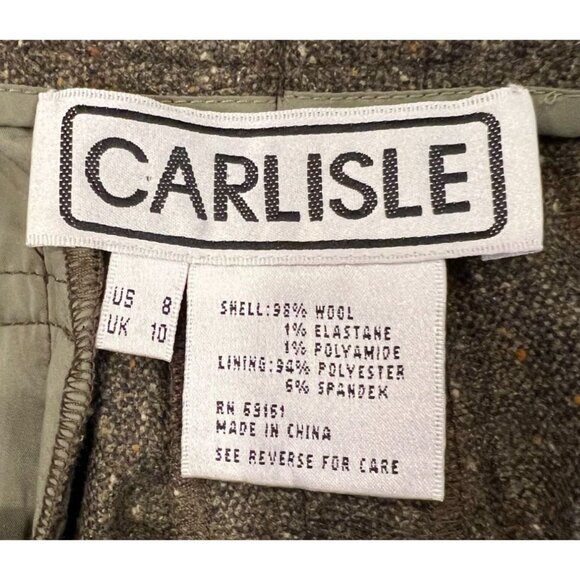 CARLISLE
US 8
UK 10
SHELL: 98% WOOL
1% ELASTANE
1% POLYAMIDE
LINING: 94% POLYESTER
6% SPANDEX
RN 69161
MADE IN CHINA
SEE REVERSE FOR CARE